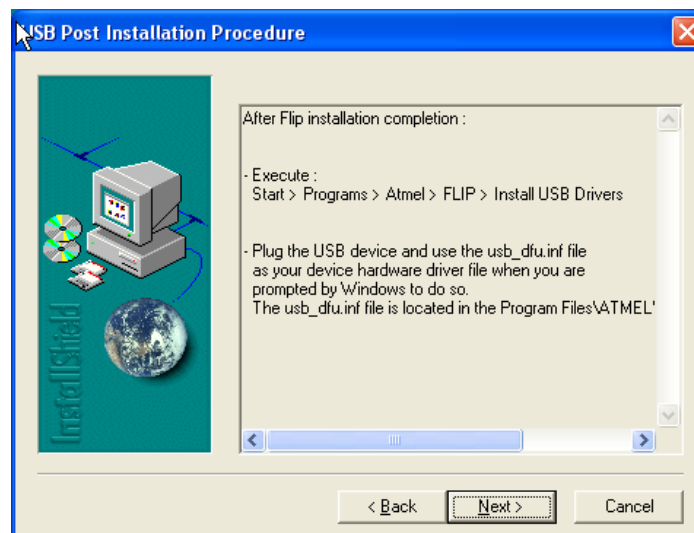 USB Post Installation Procedure
After Flip installation completion :
- Execute :
Start > Programs > Atmel > FLIP > Install USB Drivers
- Plug the USB device and use the usb_dfu.inf file
as your device hardware driver file when you are
prompted by Windows to do so.
The usb_dfu.inf file is located in the Program Files\ATMEL'
InstallShield
< Back
Next >
Cancel